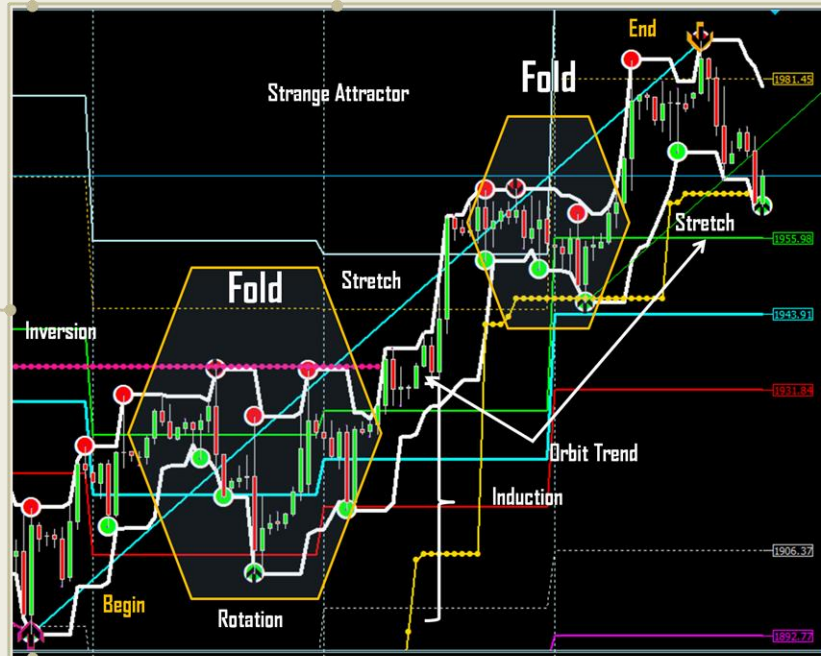 End
Fold
1981.45
Strange Attractor
Stretch
1955.98
Fold
Stretch
1943.91
Inversion
1931.84
Orbit Trend
Induction
1906.37
Begin
Rotation
1892.77